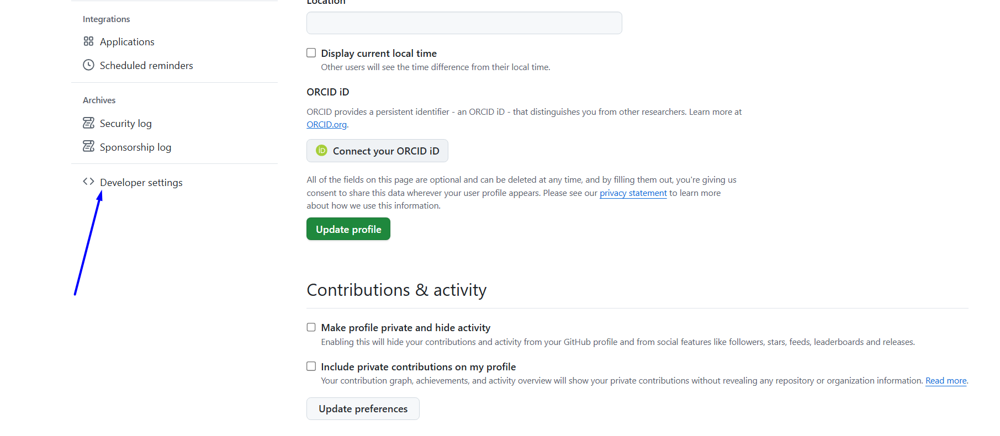 Integrations
Applications
Scheduled reminders
Archives
Security log
Sponsorship log
Developer settings
Location
Display current local time
Other users will see the time difference from their local time.
ORCID iD
ORCID provides a persistent identifier - an ORCID iD - that distinguishes you from other researchers. Learn more at
ORCID.org.
iD Connect your ORCID iD
All of the fields on this page are optional and can be deleted at any time, and by filling them out, you're giving us
consent to share this data wherever your user profile appears. Please see our privacy statement to learn more
about how we use this information.
Update profile
Contributions & activity
Make profile private and hide activity
Enabling this will hide your contributions and activity from your GitHub profile and from social features like followers, stars, feeds, leaderboards and releases.
Include private contributions on my profile
Your contribution graph, achievements, and activity overview will show your private contributions without revealing any repository or organization information. Read more.
Update preferences